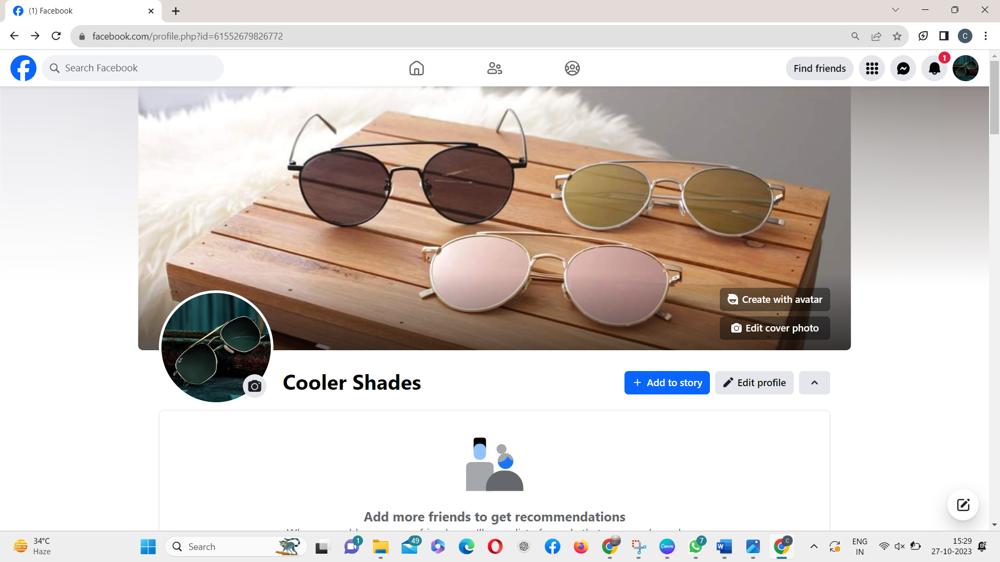 (1) Facebook
facebook.com/profile.php?id=61552679826772
C
Search Facebook
Find friends
1
Create with avatar
Edit cover photo
Cooler Shades
Add to story
Edit profile
Add more friends to get recommendations
34°C
Haze
Search
1
49
Canva
7
W
C
ENG
IN
15:29
27-10-2023